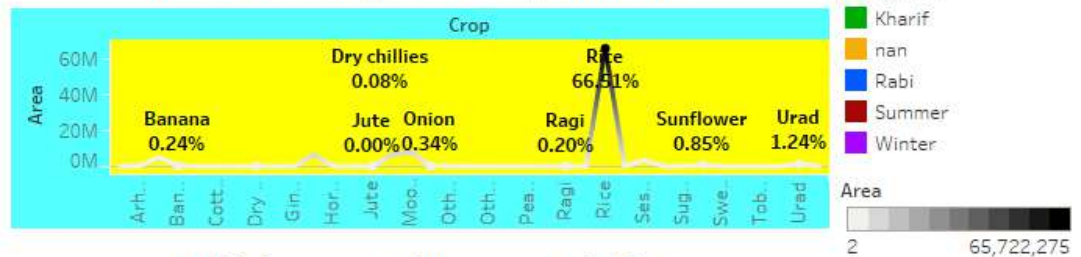 Crop
Kharif
nan
Rabi
Summer
Winter
Area
60M
40M
20M
0M
Dry chillies
0.08%
Rice
66.51%
Banana
0.24%
Jute
0.00%
Onion
0.34%
Ragi
0.20%
Sunflower
0.85%
Urad
1.24%
Arh..
Ban..
Cott..
Dry ..
Gin..
Hor..
Jute
Moo..
Oth..
Oth..
Pea..
Ragi
Rice
Ses..
Sug..
Swe..
Tob..
Urad
Area
2 65,722,275